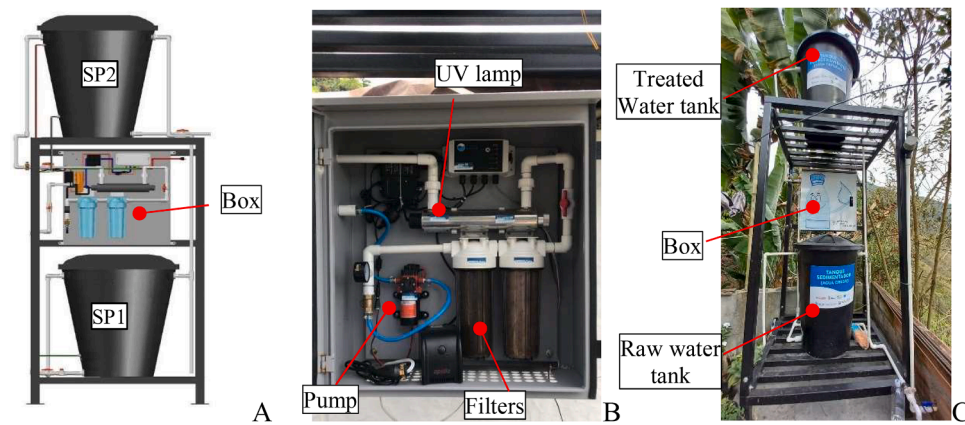 SP2
Box
SP1
A
UV lamp
Pump
Filters
B
Treated
Water tank
Box
TANQUE
SEDIMENTADOR
Raw water
tank
C